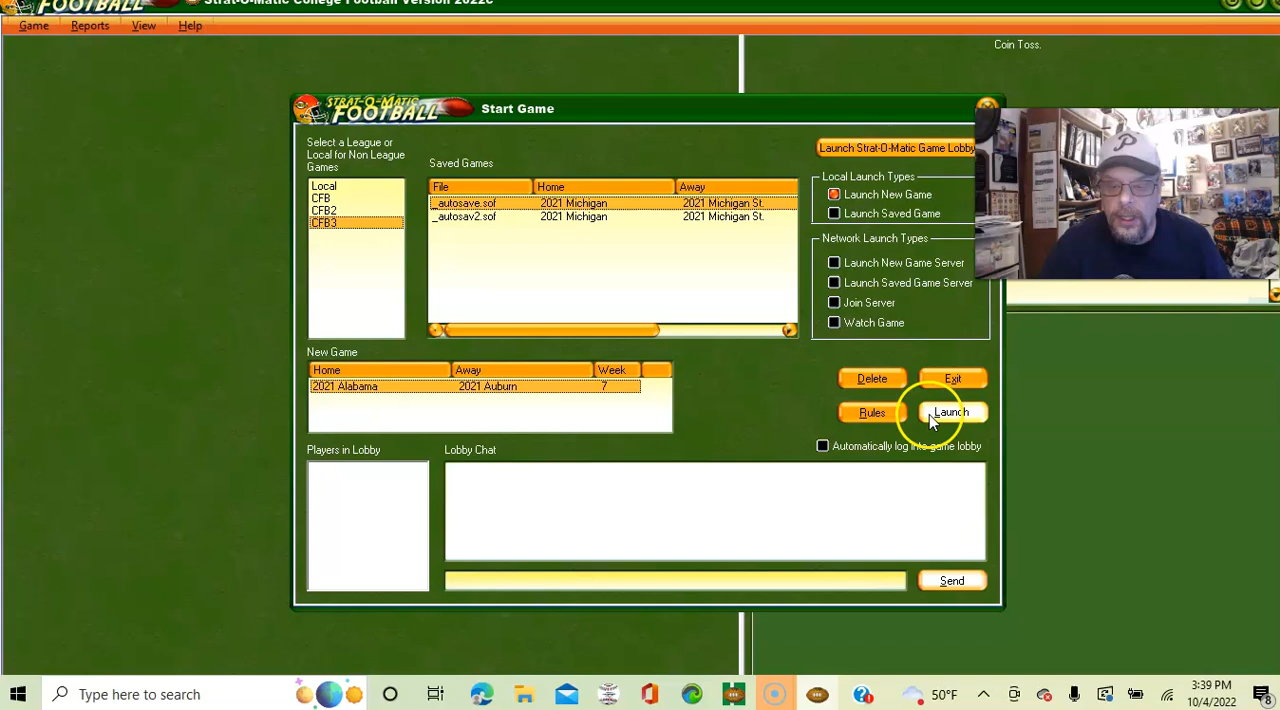 Strat-O-Matic College Football Version 2022c
FOOTBALL
Game Reports View Help
Coin Toss.
STRAT-O-MATIC
FOOTBALL
Start Game
Select a League or
Local for Non League
Games
Local
CFB
CFB2
CFB3
Saved Games
File Home Away
_autosave.sof 2021 Michigan 2021 Michigan St.
_autosav2.sof 2021 Michigan 2021 Michigan St.
Launch Strat-O-Matic Game Lobby
Local Launch Types
Launch New Game
Launch Saved Game
Network Launch Types
Launch New Game Server
Launch Saved Game Server
Join Server
Watch Game
New Game
Home Away Week
2021 Alabama 2021 Auburn 7
Delete Exit
Rules Launch
Automatically log into game lobby
Players in Lobby
Lobby Chat
Send
Type here to search
50°F
3:39 PM
10/4/2022
8